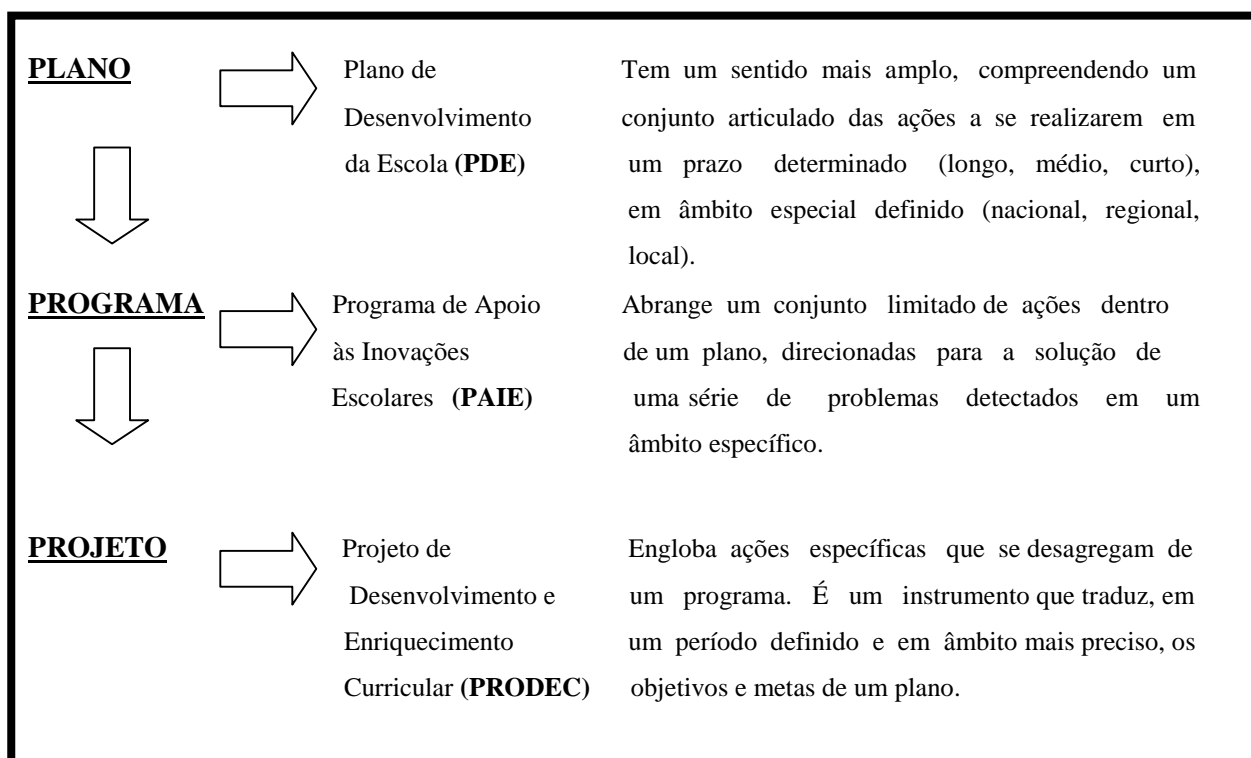 PLANO Plano de Tem um sentido mais amplo, compreendendo um
Desenvolvimento conjunto articulado das ações a se realizarem em
da Escola (PDE) um prazo determinado (longo, médio, curto),
em âmbito especial definido (nacional, regional,
local).
PROGRAMA Programa de Apoio Abrange um conjunto limitado de ações dentro
às Inovações de um plano, direcionadas para a solução de
Escolares (PAIE) uma série de problemas detectados em um
âmbito específico.
PROJETO Projeto de Engloba ações específicas que se desagregam de
Desenvolvimento e um programa. É um instrumento que traduz, em
Enriquecimento um período definido e em âmbito mais preciso, os
Curricular (PRODEC) objetivos e metas de um plano.